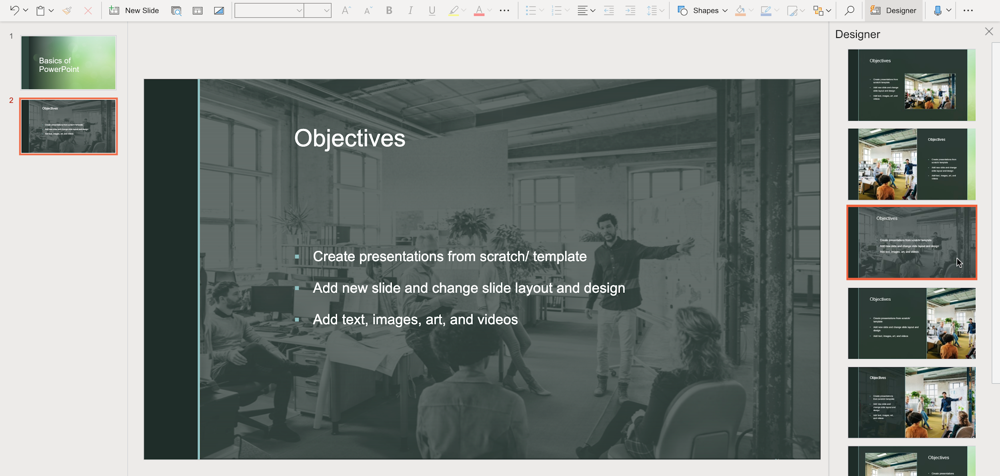 New Slide
B
I
U
A
Shapes
Designer
1
Basics of
PowerPoint
2
Objectives
Create presentations from scratch/ template
Add new slide and change slide layout and design
Add text, images, art, and videos
Objectives
Create presentations from scratch/ template
Add new slide and change slide layout and design
Add text, images, art, and videos
Designer
Objectives
Create presentations from
scratch/ template
Add new slide and change
slide layout and design
Add text, images, art, and
videos
Objectives
Create presentations from
scratch/ template
Add new slide and change
slide layout and design
Add text, images, art, and
videos
Objectives
Create presentations from scratch/ template
Add new slide and change slide layout and design
Add text, images, art, and videos
Objectives
Create presentations from scratch/
template
Add new slide and change slide layout and
design
Add text, images, art, and videos
Objectives
Create presentations
from scratch/ template
Add new slide and
change slide layout and
design
Add text, images, art,
and videos
Objectives
Create presentations